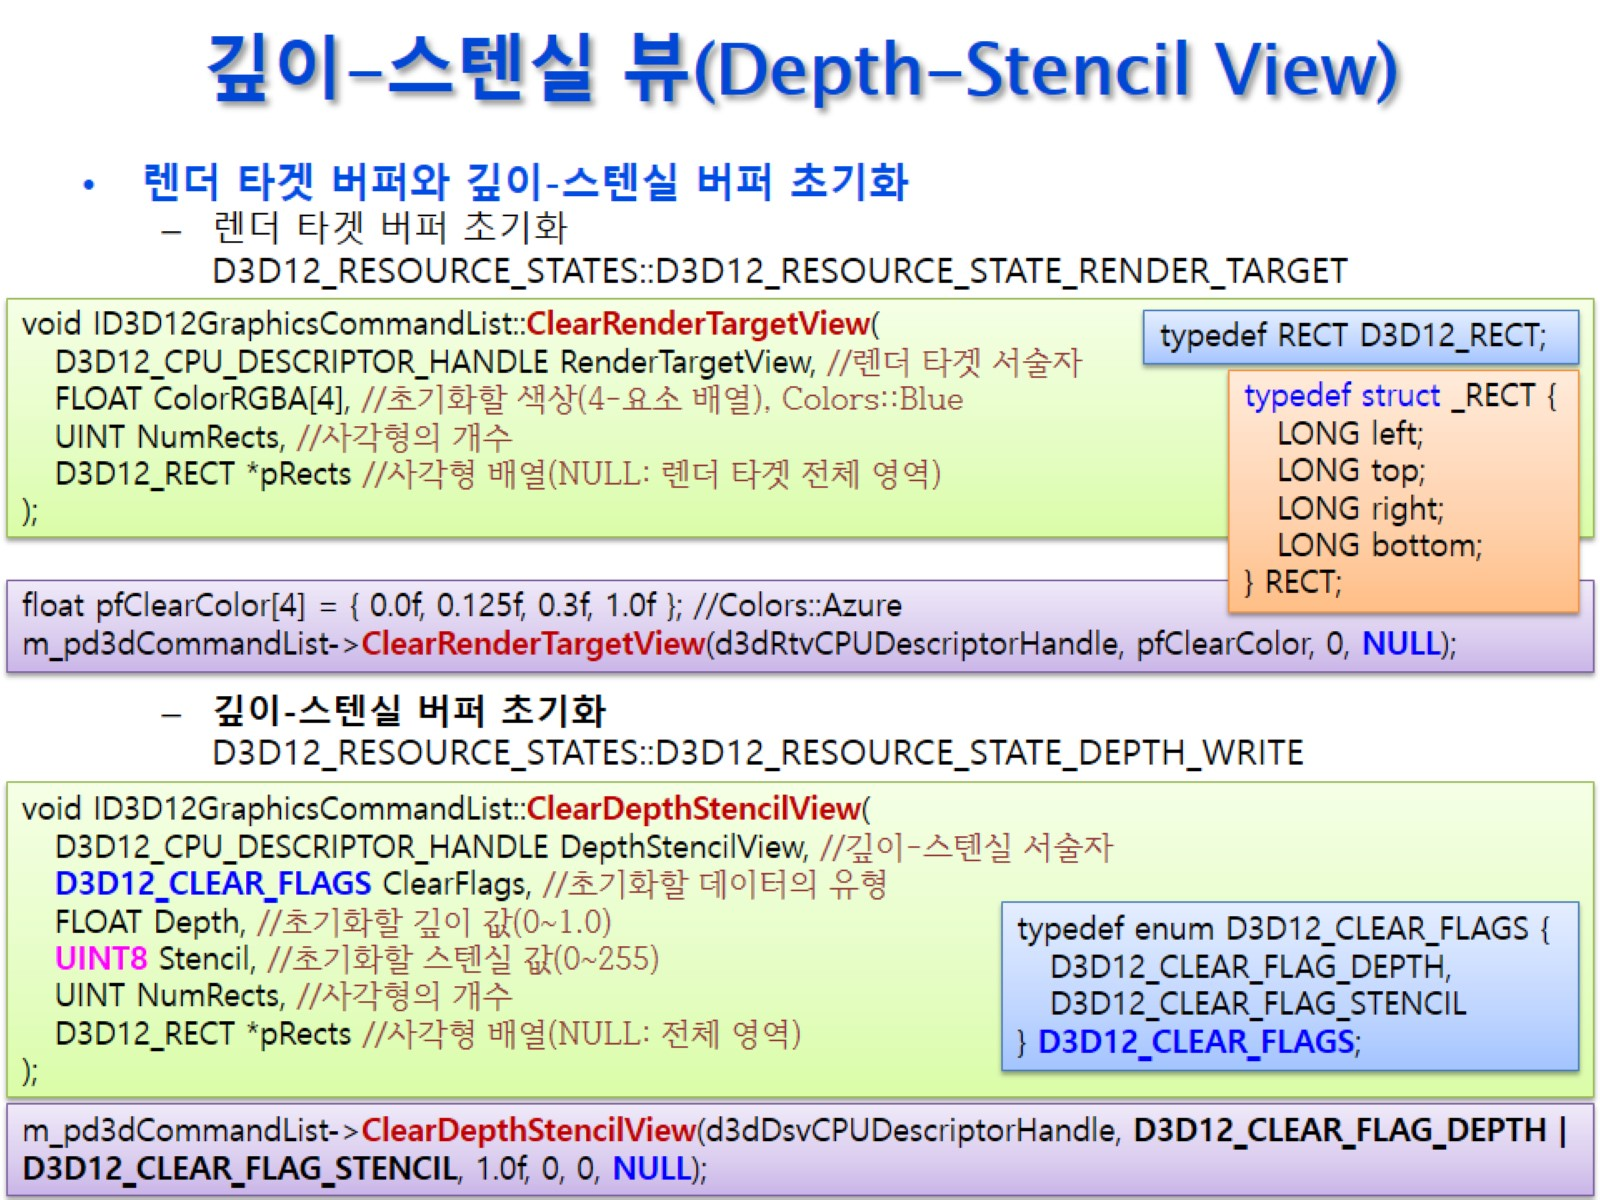 깊이-스텐실 뷰(Depth-Stencil View)
• 렌더 타겟 버퍼와 깊이-스텐실 버퍼 초기화
– 렌더 타겟 버퍼 초기화
D3D12_RESOURCE_STATES::D3D12_RESOURCE_STATE_RENDER_TARGET
void ID3D12GraphicsCommandList::ClearRenderTargetView(
D3D12_CPU_DESCRIPTOR_HANDLE RenderTargetView, //렌더 타겟 서술자
FLOAT ColorRGBA[4], //초기화할 색상(4-요소 배열), Colors::Blue
UINT NumRects, //사각형의 개수
D3D12_RECT *pRects //사각형 배열(NULL: 렌더 타겟 전체 영역)
);
typedef RECT D3D12_RECT;
typedef struct _RECT {
LONG left;
LONG top;
LONG right;
LONG bottom;
} RECT;
float pfClearColor[4] = { 0.0f, 0.125f, 0.3f, 1.0f }; //Colors::Azure
m_pd3dCommandList->ClearRenderTargetView(d3dRtvCPUDescriptorHandle, pfClearColor, 0, NULL);
– 깊이-스텐실 버퍼 초기화
D3D12_RESOURCE_STATES::D3D12_RESOURCE_STATE_DEPTH_WRITE
void ID3D12GraphicsCommandList::ClearDepthStencilView(
D3D12_CPU_DESCRIPTOR_HANDLE DepthStencilView, //깊이-스텐실 서술자
D3D12_CLEAR_FLAGS ClearFlags, //초기화할 데이터의 유형
FLOAT Depth, //초기화할 깊이 값(0~1.0)
UINT8 Stencil, //초기화할 스텐실 값(0~255)
UINT NumRects, //사각형의 개수
D3D12_RECT *pRects //사각형 배열(NULL: 전체 영역)
);
typedef enum D3D12_CLEAR_FLAGS {
D3D12_CLEAR_FLAG_DEPTH,
D3D12_CLEAR_FLAG_STENCIL
} D3D12_CLEAR_FLAGS;
m_pd3dCommandList->ClearDepthStencilView(d3dDsvCPUDescriptorHandle, D3D12_CLEAR_FLAG_DEPTH |
D3D12_CLEAR_FLAG_STENCIL, 1.0f, 0, 0, NULL);